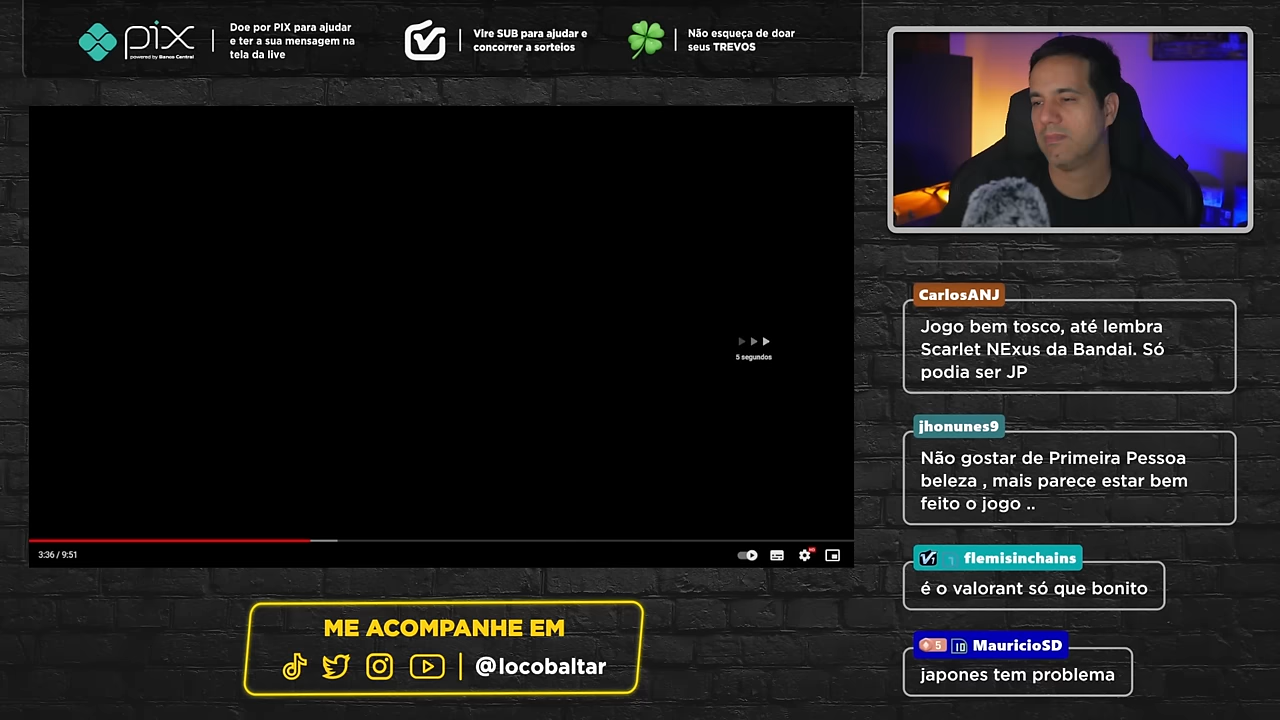 pix
powered by Banco Central
Doe por PIX para ajudar
e ter a sua mensagem na
tela da live
Vire SUB para ajudar e
concorrer a sorteios
Não esqueça de doar
seus TREVOS
5 segundos
3:36 / 9:51
ME ACOMPANHE EM
@locobaltar
CarlosANJ
Jogo bem tosco, até lembra
Scarlet NExus da Bandai. Só
podia ser JP
jhonunes9
Não gostar de Primeira Pessoa
beleza , mais parece estar bem
feito o jogo ..
flemisinchains
é o valorant só que bonito
5 MauricioSD
japones tem problema